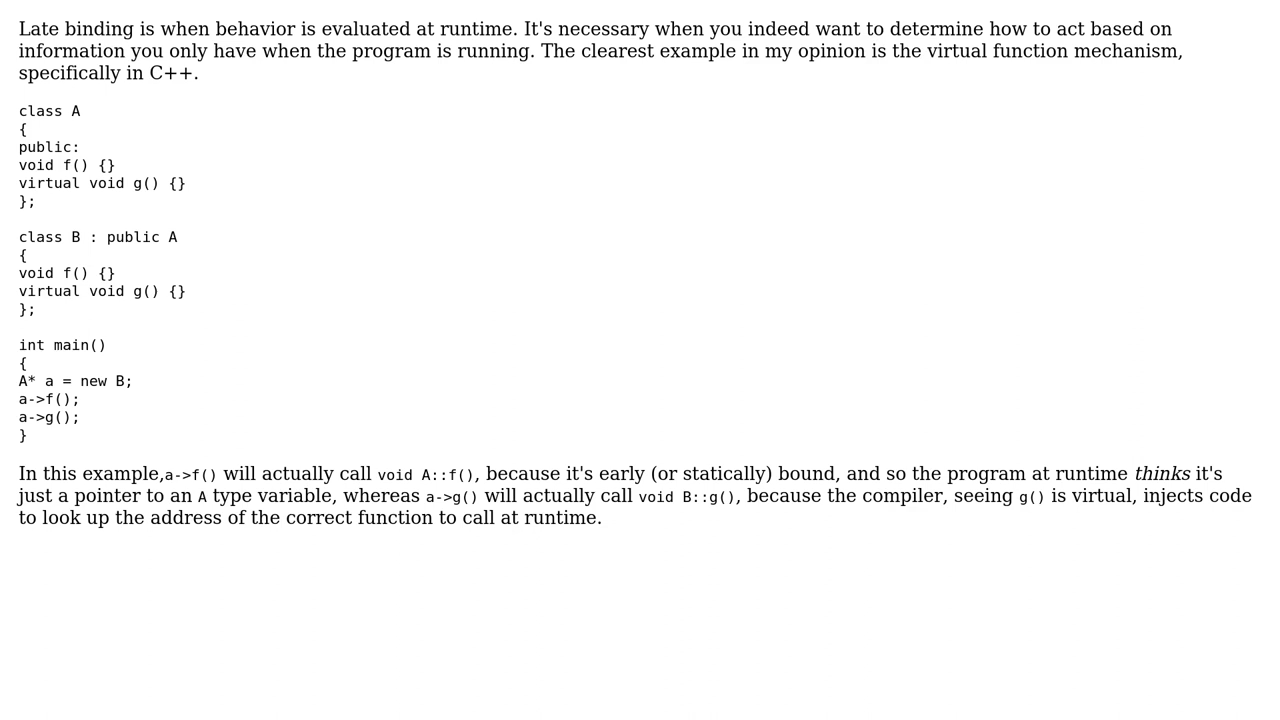 Late binding is when behavior is evaluated at runtime. It's necessary when you indeed want to determine how to act based on
information you only have when the program is running. The clearest example in my opinion is the virtual function mechanism,
specifically in C++.
class A
{
public:
void f() {}
virtual void g() {}
};
class B : public A
{
void f() {}
virtual void g() {}
};
int main()
{
A* a = new B;
a->f();
a->g();
}
In this example,a->f() will actually call void A::f(), because it's early (or statically) bound, and so the program at runtime thinks it's
just a pointer to an A type variable, whereas a->g() will actually call void B::g(), because the compiler, seeing g() is virtual, injects code
to look up the address of the correct function to call at runtime.